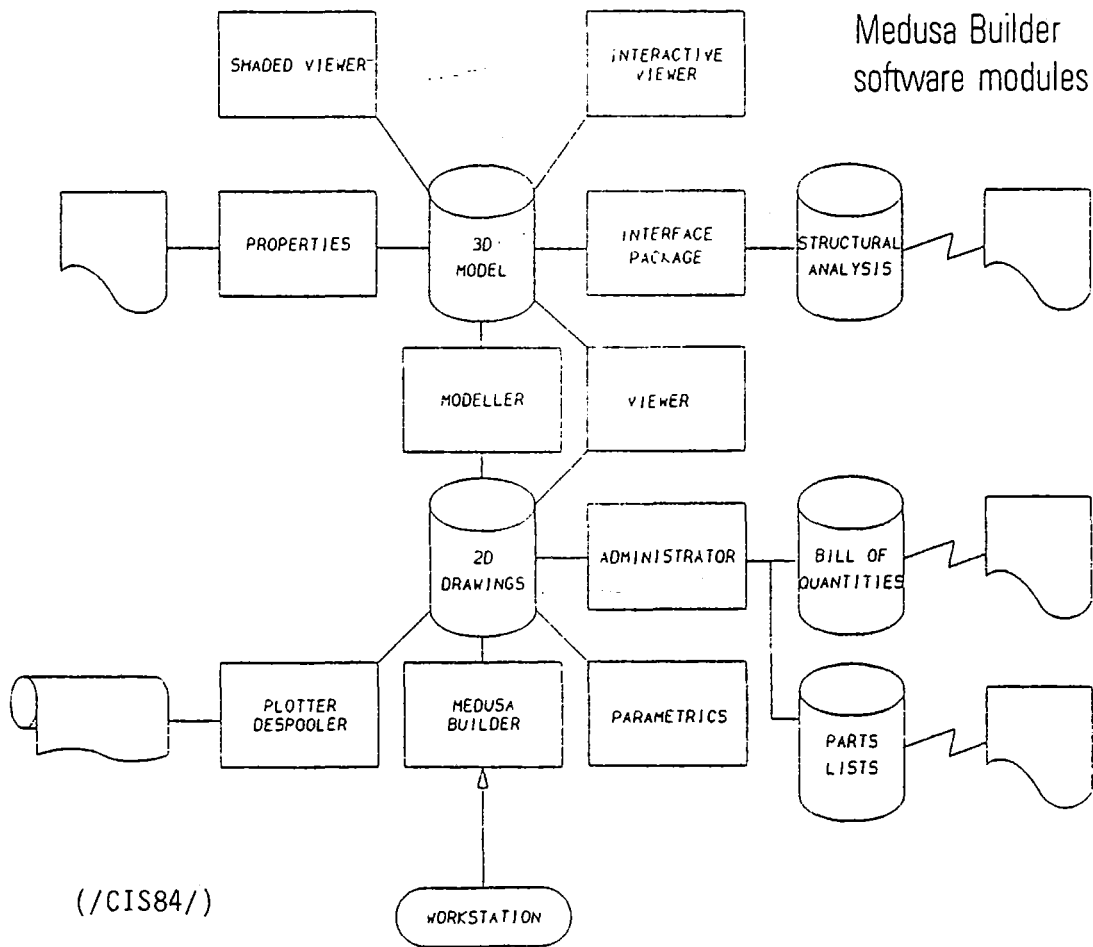 Medusa Builder
software modules
SHADED VIEWER
INTERACTIVE
VIEWER
PROPERTIES
3D
MODEL
INTERFACE
PACKAGE
STRUCTURAL
ANALYSIS
MODELLER
VIEWER
2D
DRAWINGS
ADMINISTRATOR
BILL OF
QUANTITIES
PLOTTER
DESPOOLER
MEDUSA
BUILDER
PARAMETRICS
PARTS
LISTS
(/CIS84/)
WORKSTATION